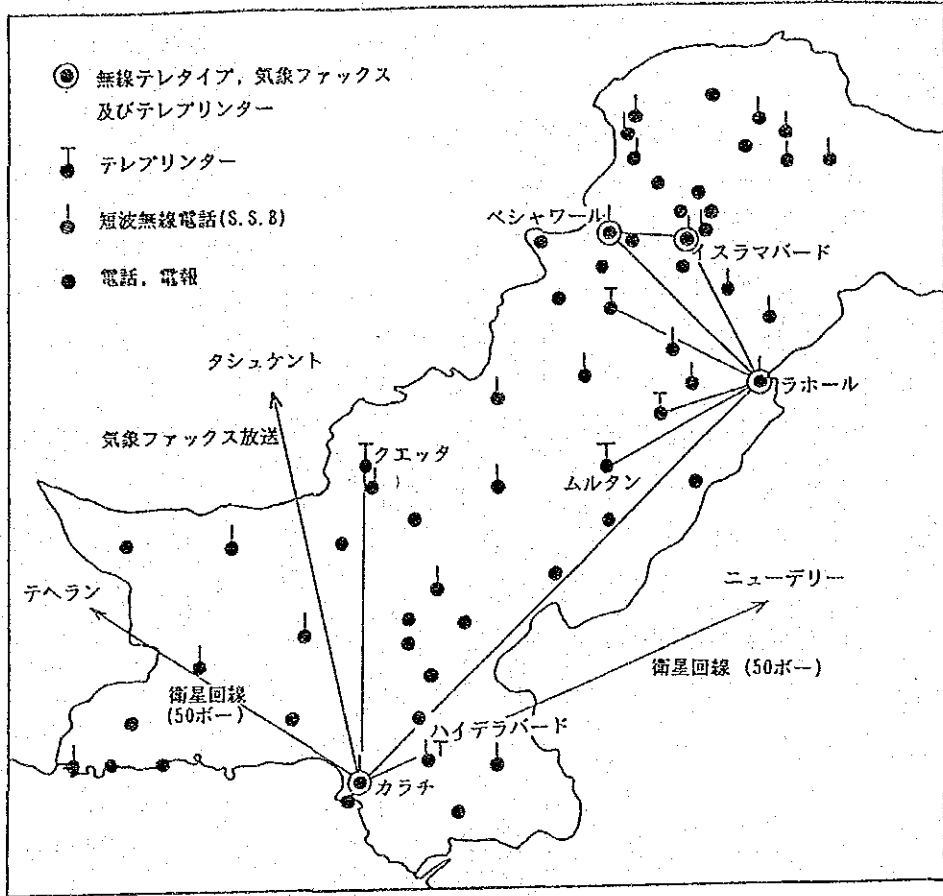 無線テレタイプ，気象ファックス
及びテレプリンター
テレプリンター
短波無線電話(S.S.B)
電話，電報
ペシャワール
イスラマバード
タシュケント
ラホール
気象ファックス放送
クエッタ
ムルタン
テヘラン
ニューデリー
衛星回線
(50ボー)
衛星回線 (50ボー)
ハイデラバード
カラチ